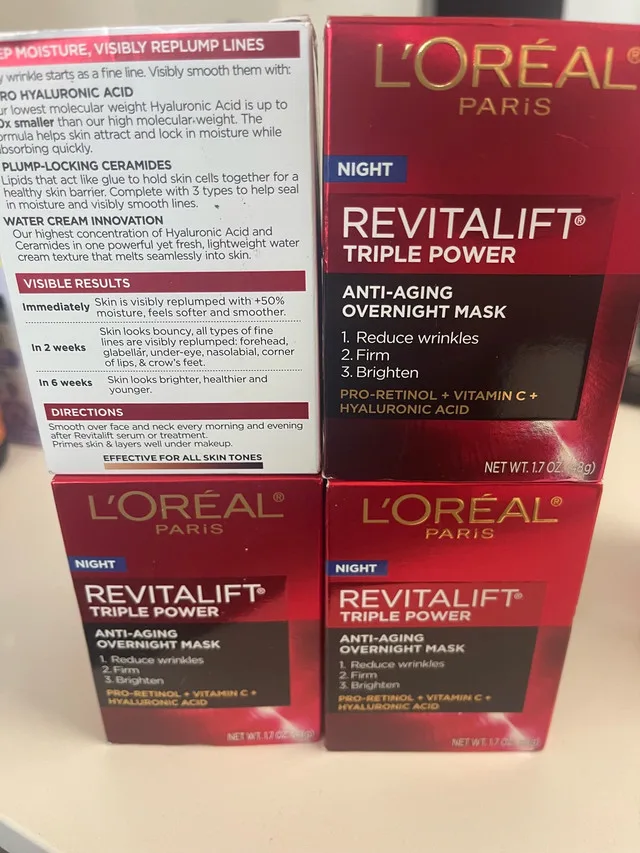 EP MOISTURE, VISIBLY REPLUMP LINES
y wrinkle starts as a fine line. Visibly smooth them with:
RO HYALURONIC ACID
ur lowest molecular weight Hyaluronic Acid is up to
0x smaller than our high molecular-weight. The
ormula helps skin attract and lock in moisture while
bsorbing quickly.
PLUMP-LOCKING CERAMIDES
Lipids that act like glue to hold skin cells together for a
healthy skin barrier. Complete with 3 types to help seal
in moisture and visibly smooth lines.
WATER CREAM INNOVATION
Our highest concentration of Hyaluronic Acid and
Ceramides in one powerful yet fresh, lightweight water
cream texture that melts seamlessly into skin.
VISIBLE RESULTS
Immediately Skin is visibly replumped with +50%
moisture, feels softer and smoother.
In 2 weeks Skin looks bouncy, all types of fine
lines are visibly replumped: forehead,
glabellar, under-eye, nasolabial, corner
of lips, & crow's feet.
In 6 weeks Skin looks brighter, healthier and
younger.
DIRECTIONS
Smooth over face and neck every morning and evening
after Revitalift serum or treatment.
Primes skin & layers well under makeup.
EFFECTIVE FOR ALL SKIN TONES
L'ORÉAL®
PARiS
NIGHT
REVITALIFT®
TRIPLE POWER
ANTI-AGING
OVERNIGHT MASK
1. Reduce wrinkles
2. Firm
3. Brighten
PRO-RETINOL + VITAMIN C +
HYALURONIC ACID
NET WT. 1.7 OZ. (48g)
L'ORÉAL®
PARiS
NIGHT
REVITALIFT®
TRIPLE POWER
ANTI-AGING
OVERNIGHT MASK
1. Reduce wrinkles
2. Firm
3. Brighten
PRO-RETINOL + VITAMIN C +
HYALURONIC ACID
NET WT. 1.7 OZ.
L'ORÉAL®
PARiS
NIGHT
REVITALIFT®
TRIPLE POWER
ANTI-AGING
OVERNIGHT MASK
1. Reduce wrinkles
2. Firm
3. Brighten
PRO-RETINOL + VITAMIN C +
HYALURONIC ACID
NET WT. 1.7 OZ.